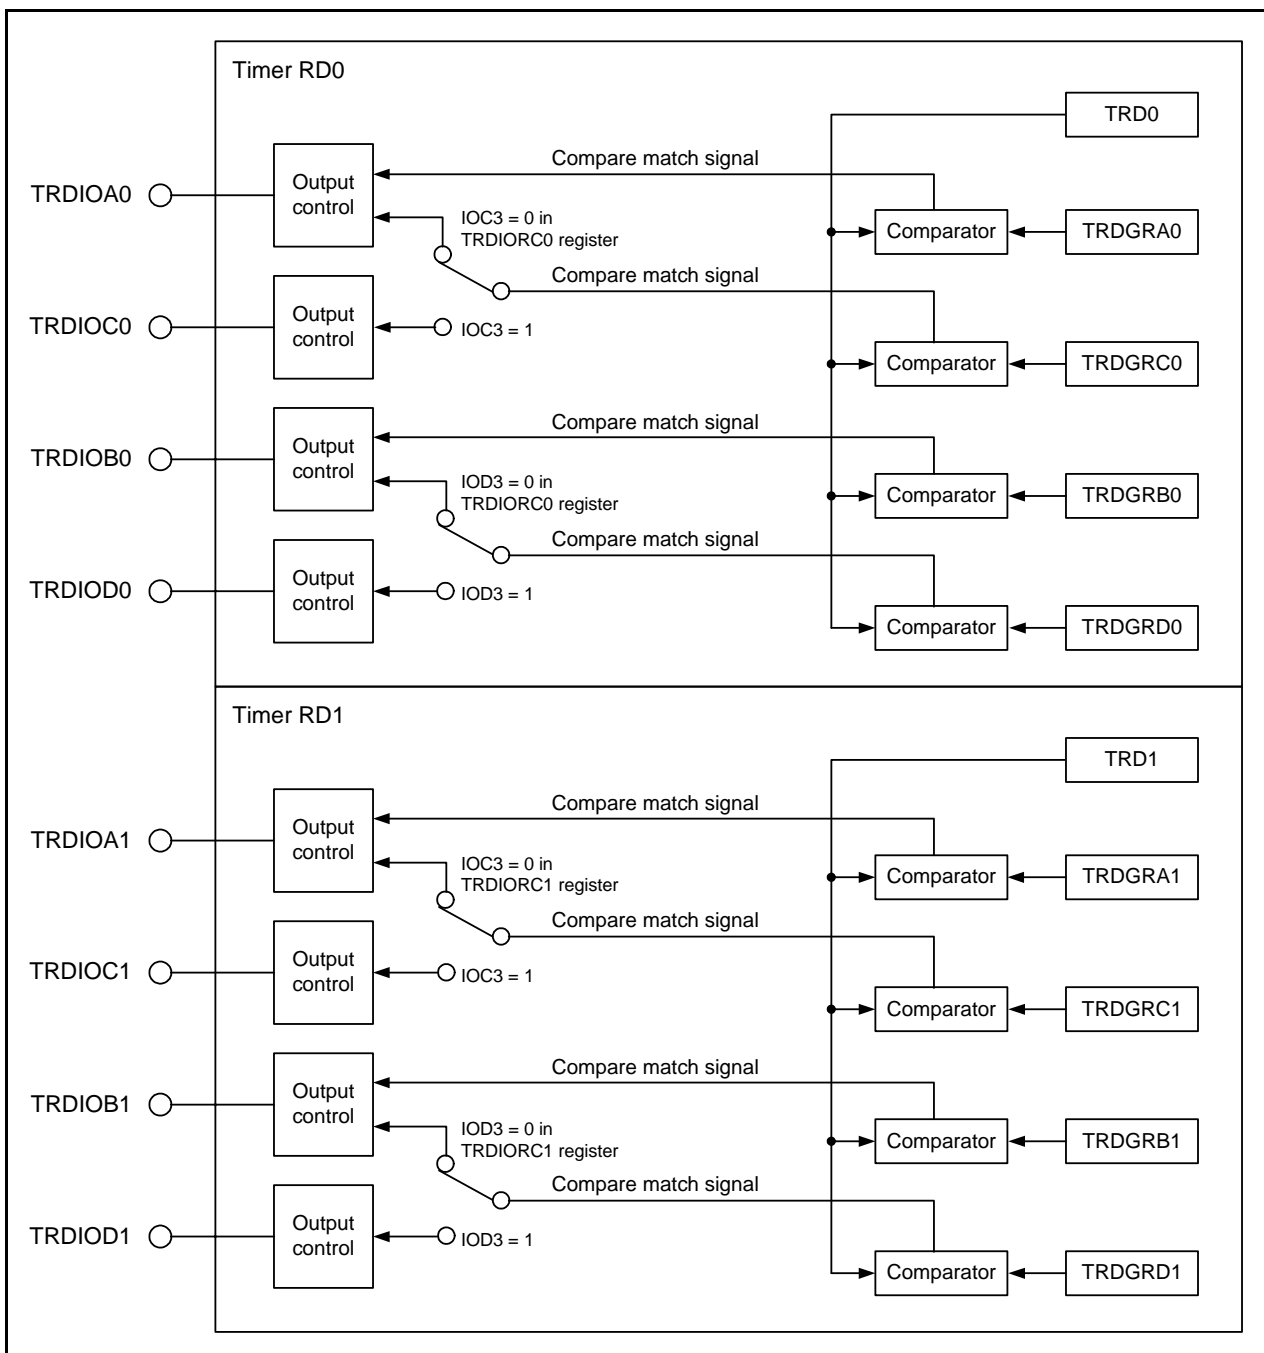 Timer RD0
TRD0
Compare match signal
TRDIOA0
Output
control
IOC3 = 0 in
TRDIORC0 register
Comparator
TRDGRA0
Compare match signal
TRDIOC0
Output
control
IOC3 = 1
Comparator
TRDGRC0
Compare match signal
TRDIOB0
Output
control
IOD3 = 0 in
TRDIORC0 register
Comparator
TRDGRB0
Compare match signal
TRDIOD0
Output
control
IOD3 = 1
Comparator
TRDGRD0
Timer RD1
TRD1
Compare match signal
TRDIOA1
Output
control
IOC3 = 0 in
TRDIORC1 register
Comparator
TRDGRA1
Compare match signal
TRDIOC1
Output
control
IOC3 = 1
Comparator
TRDGRC1
Compare match signal
TRDIOB1
Output
control
IOD3 = 0 in
TRDIORC1 register
Comparator
TRDGRB1
Compare match signal
TRDIOD1
Output
control
IOD3 = 1
Comparator
TRDGRD1